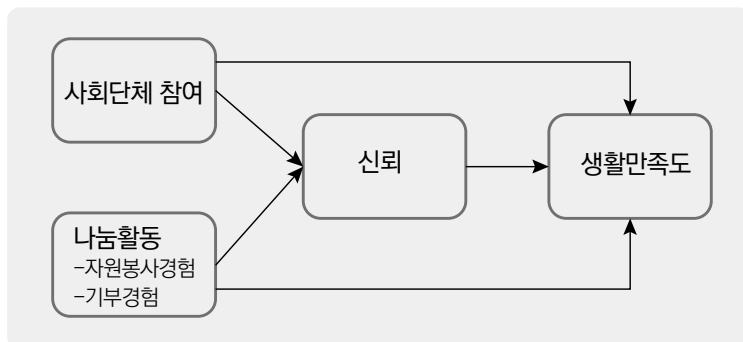 사회단체 참여
신뢰
생활만족도
나눔활동
-자원봉사경험
-기부경험